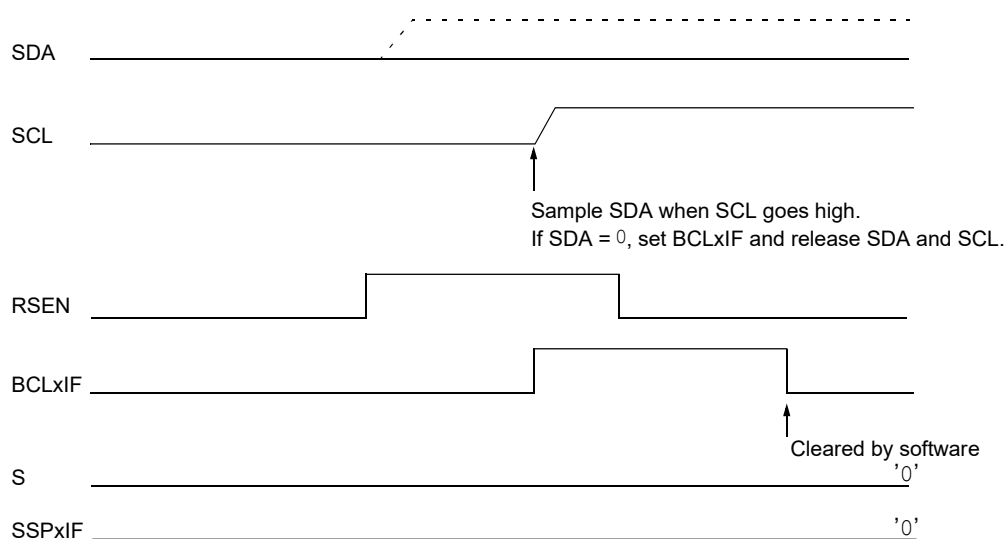 SDA
SCL
Sample SDA when SCL goes high.
If SDA = 0, set BCLxIF and release SDA and SCL.
RSEN
BCLxIF
Cleared by software
S
'0'
SSPxIF
'0'